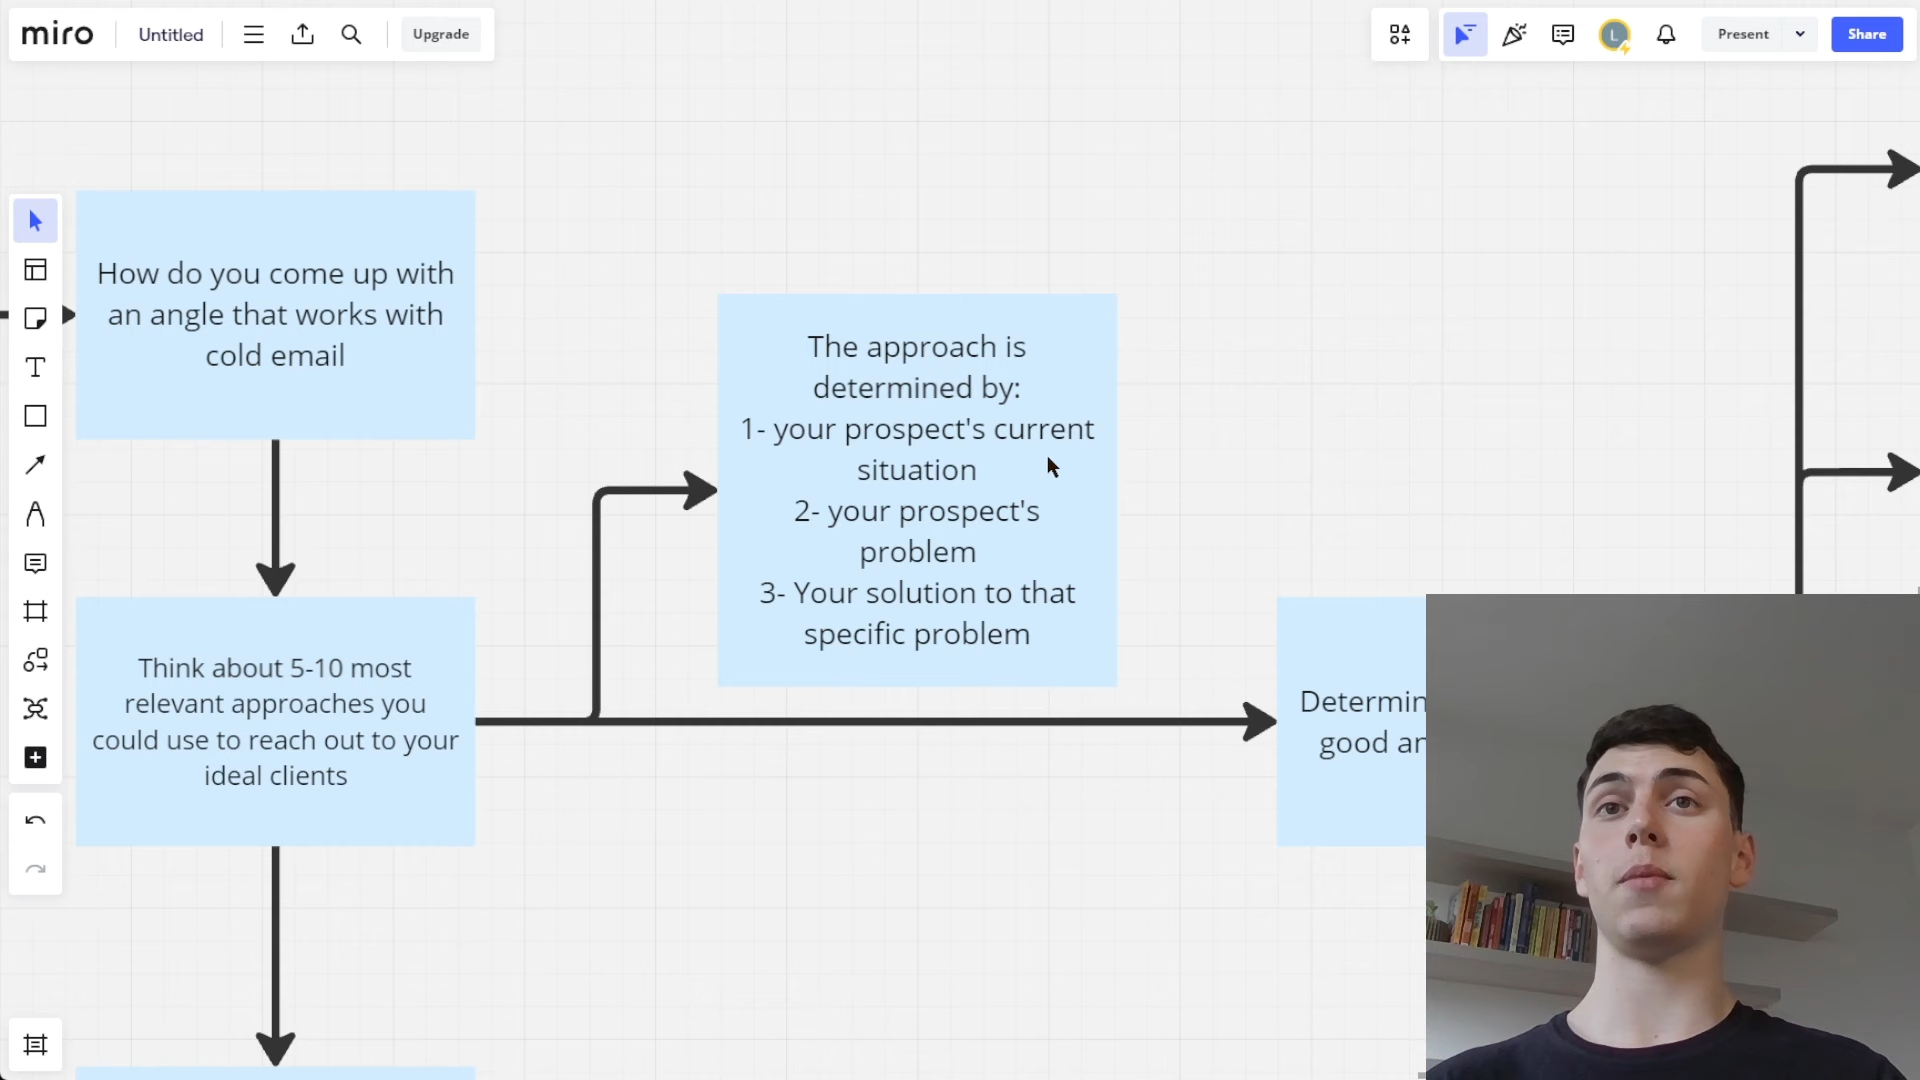 miro
Untitled
Upgrade
L
Present
Share
How do you come up with
an angle that works with
cold email
The approach is
determined by:
1- your prospect's current
situation
2- your prospect's
problem
3- Your solution to that
specific problem
Think about 5-10 most
relevant approaches you
could use to reach out to your
ideal clients
good